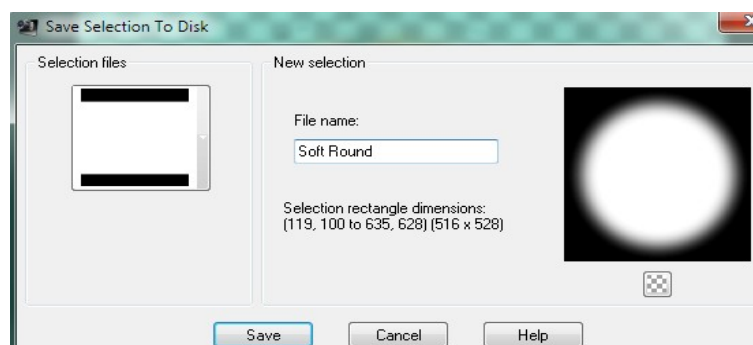 Save Selection To Disk
Selection files
New selection
File name:
Soft Round
Selection rectangle dimensions:
(119, 100 to 635, 628) (516 x 528)
Save
Cancel
Help